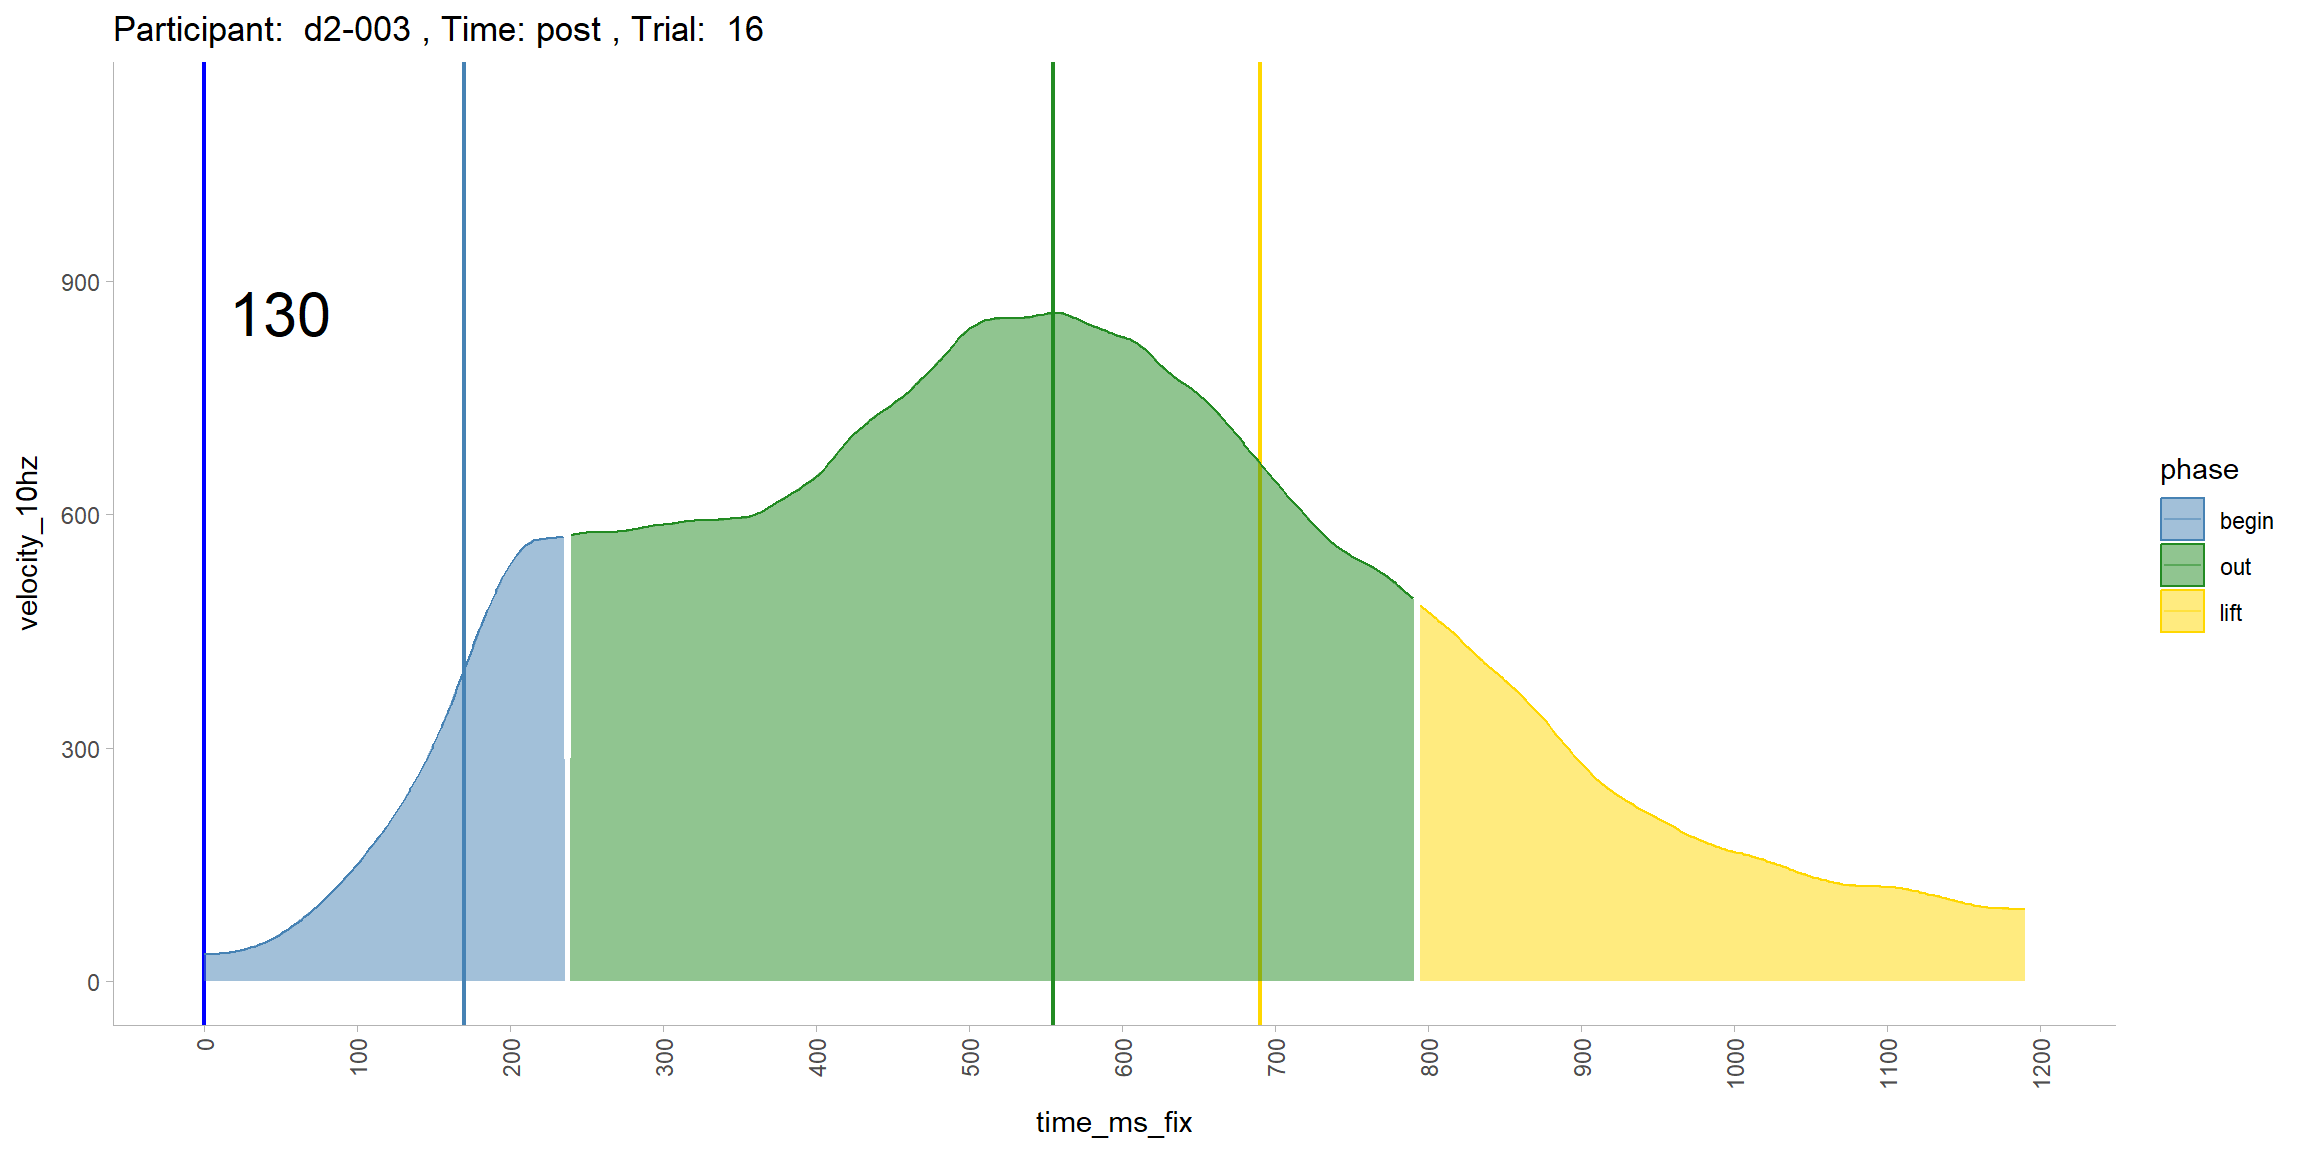 Participant:  d2-003 , Time: post , Trial:  16
900
130
600
300
0
velocity_10hz
0 100 200 300 400 500 600 700 800 900 1000 1100 1200
time_ms_fix
phase
begin
out
lift